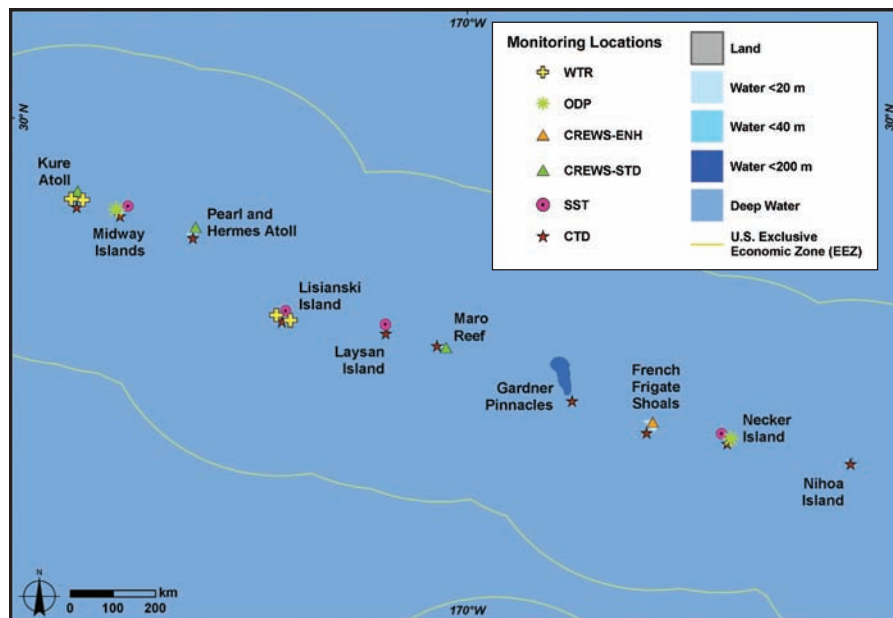 170°W
Monitoring Locations
WTR
ODP
CREWS-ENH
CREWS-STD
SST
CTD
Land
Water <20 m
Water <40 m
Water <200 m
Deep Water
U.S. Exclusive
Economic Zone (EEZ)
30°N
30°N
Kure
Atoll
Midway
Islands
Pearl and
Hermes Atoll
Lisianski
Island
Laysan
Island
Maro
Reef
Gardner
Pinnacles
French
Frigate
Shoals
Necker
Island
Nihoa
Island
N
km
0 100 200
170°W